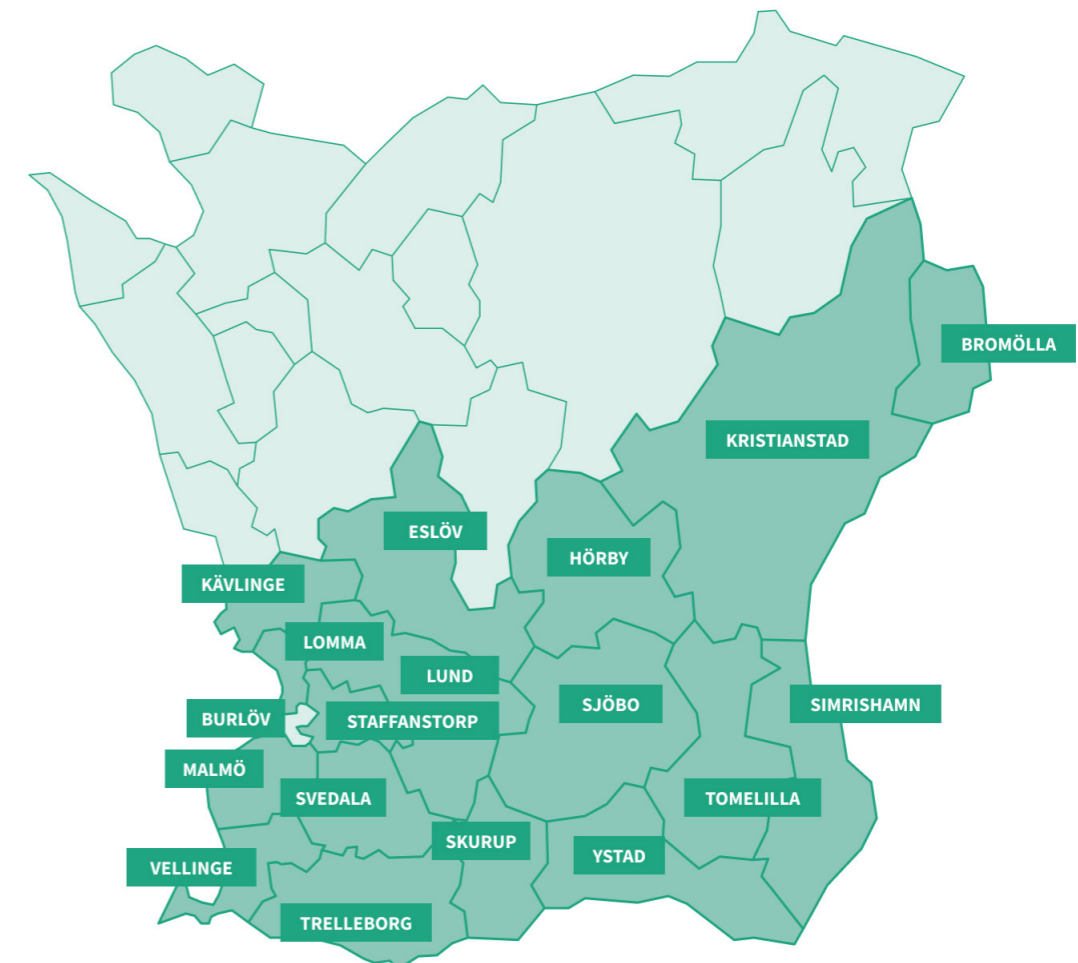 BROMÖLLA
KRISTIANSTAD
ESLÖV
HÖRBY
KÄVLINGE
LOMMA
LUND
SJÖBO
SIMRISHAMN
BURLÖV
STAFFANSTORP
MALMÖ
SVEDALA
TOMELILLA
SKURUP
YSTAD
VELLINGE
TRELLEBORG